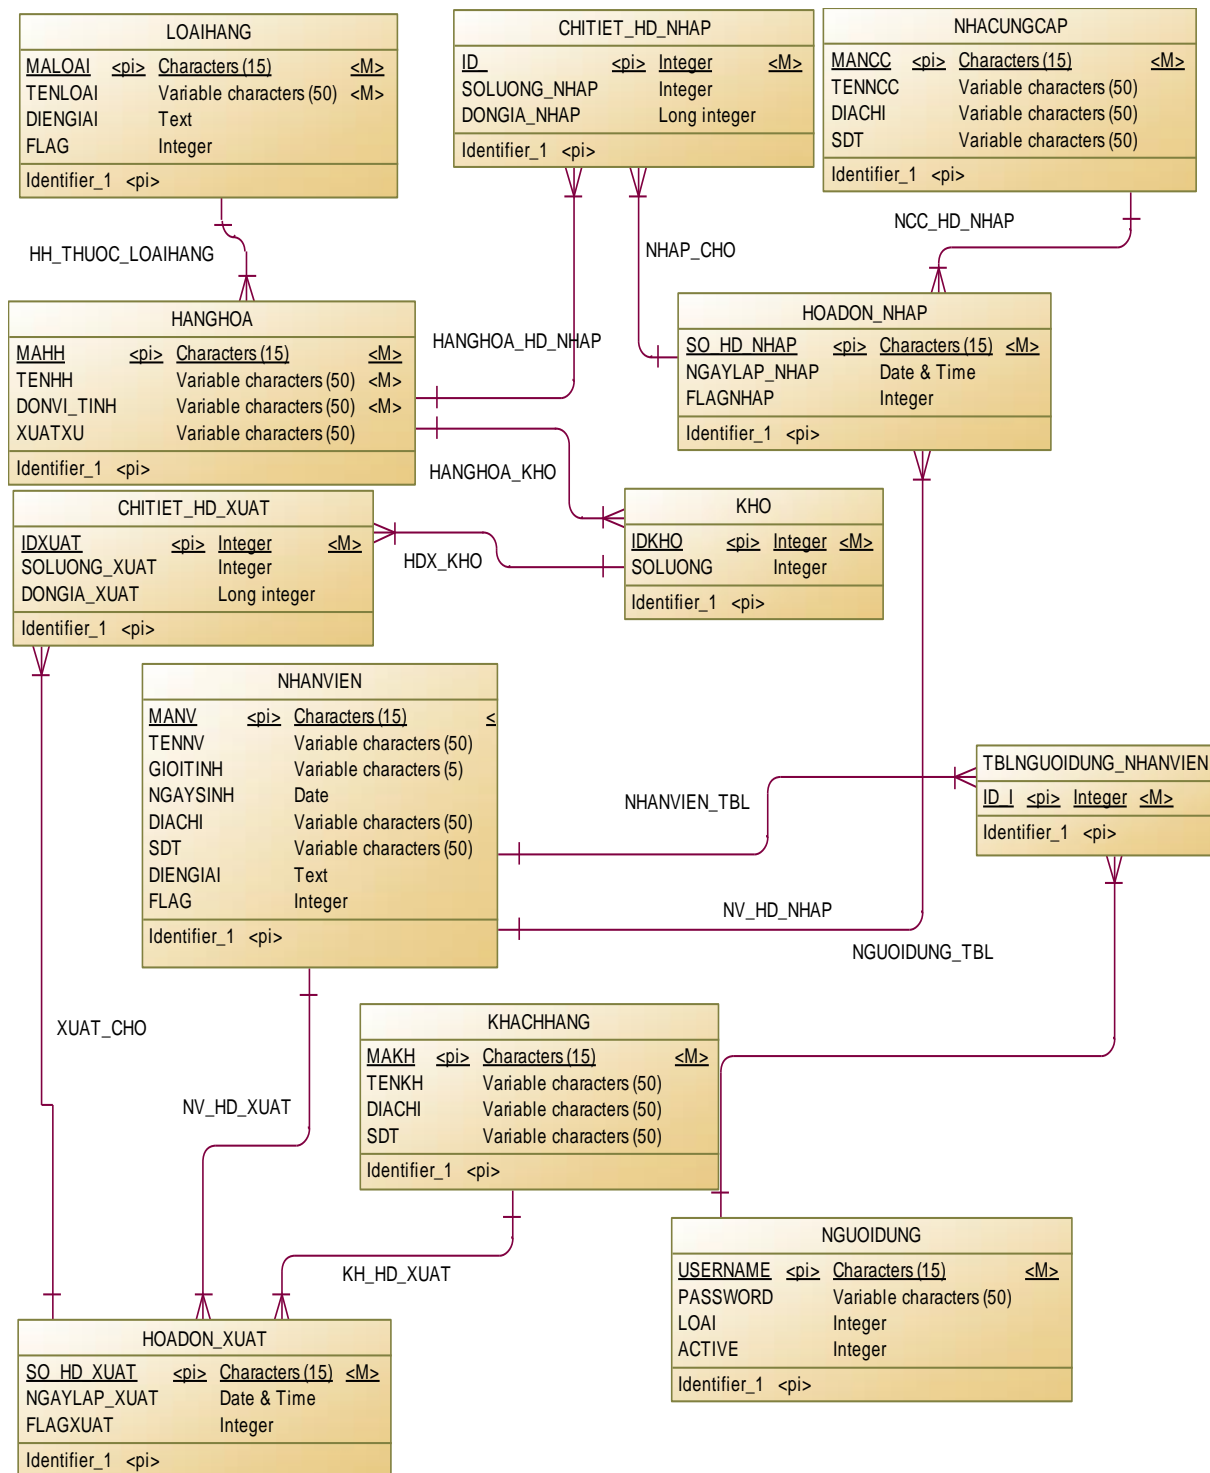 LOAIHANG
MALOAI <pi> Characters (15) <M>
TENLOAI Variable characters (50) <M>
DIENGIAI Text
FLAG Integer
Identifier_1 <pi>
CHITIET_HD_NHAP
ID_ <pi> Integer <M>
SOLUONG_NHAP Integer
DONGIA_NHAP Long integer
Identifier_1 <pi>
NHACUNGCAP
MANCC <pi> Characters (15) <M>
TENNCC Variable characters (50)
DIACHI Variable characters (50)
SDT Variable characters (50)
Identifier_1 <pi>
HH_THUOC_LOAIHANG
NHAP_CHO
NCC_HD_NHAP
HANGHOA
MAHH <pi> Characters (15) <M>
TENHH Variable characters (50) <M>
DONVI_TINH Variable characters (50) <M>
XUATXU Variable characters (50)
Identifier_1 <pi>
HANGHOA_HD_NHAP
HOADON_NHAP
SO_HD_NHAP <pi> Characters (15) <M>
NGAYLAP_NHAP Date & Time
FLAGNHAP Integer
Identifier_1 <pi>
HANGHOA_KHO
CHITIET_HD_XUAT
IDXUAT <pi> Integer <M>
SOLUONG_XUAT Integer
DONGIA_XUAT Long integer
Identifier_1 <pi>
HDX_KHO
KHO
IDKHO <pi> Integer <M>
SOLUONG Integer
Identifier_1 <pi>
NHANVIEN
MANV <pi> Characters (15) <
TENNV Variable characters (50)
GIOITINH Variable characters (5)
NGAYSINH Date
DIACHI Variable characters (50)
SDT Variable characters (50)
DIENGIAI Text
FLAG Integer
Identifier_1 <pi>
NHANVIEN_TBL
TBLNGUOIDUNG_NHANVIEN
ID_I <pi> Integer <M>
Identifier_1 <pi>
NV_HD_NHAP
NGUOIDUNG_TBL
XUAT_CHO
NV_HD_XUAT
KHACHHANG
MAKH <pi> Characters (15) <M>
TENKH Variable characters (50)
DIACHI Variable characters (50)
SDT Variable characters (50)
Identifier_1 <pi>
KH_HD_XUAT
NGUOIDUNG
USERNAME <pi> Characters (15) <M>
PASSWORD Variable characters (50)
LOAI Integer
ACTIVE Integer
Identifier_1 <pi>
HOADON_XUAT
SO_HD_XUAT <pi> Characters (15) <M>
NGAYLAP_XUAT Date & Time
FLAGXUAT Integer
Identifier_1 <pi>